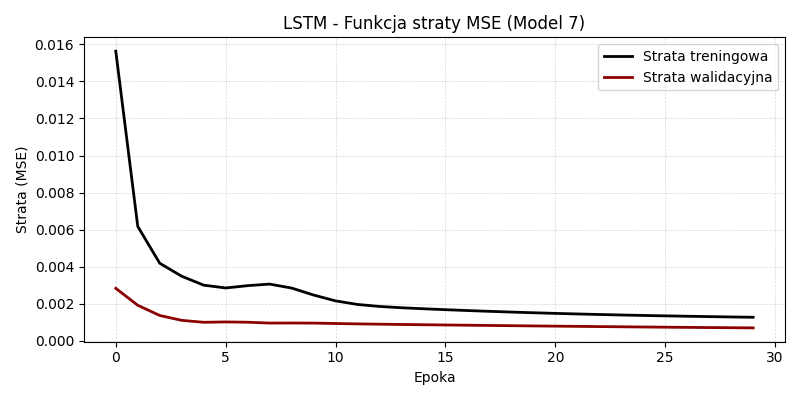 LSTM - Funkcja straty MSE (Model 7)
Strata treningowa
Strata walidacyjna
Strata (MSE)
0.016
0.014
0.012
0.010
0.008
0.006
0.004
0.002
0.000
0 5 10 15 20 25 30
Epoka